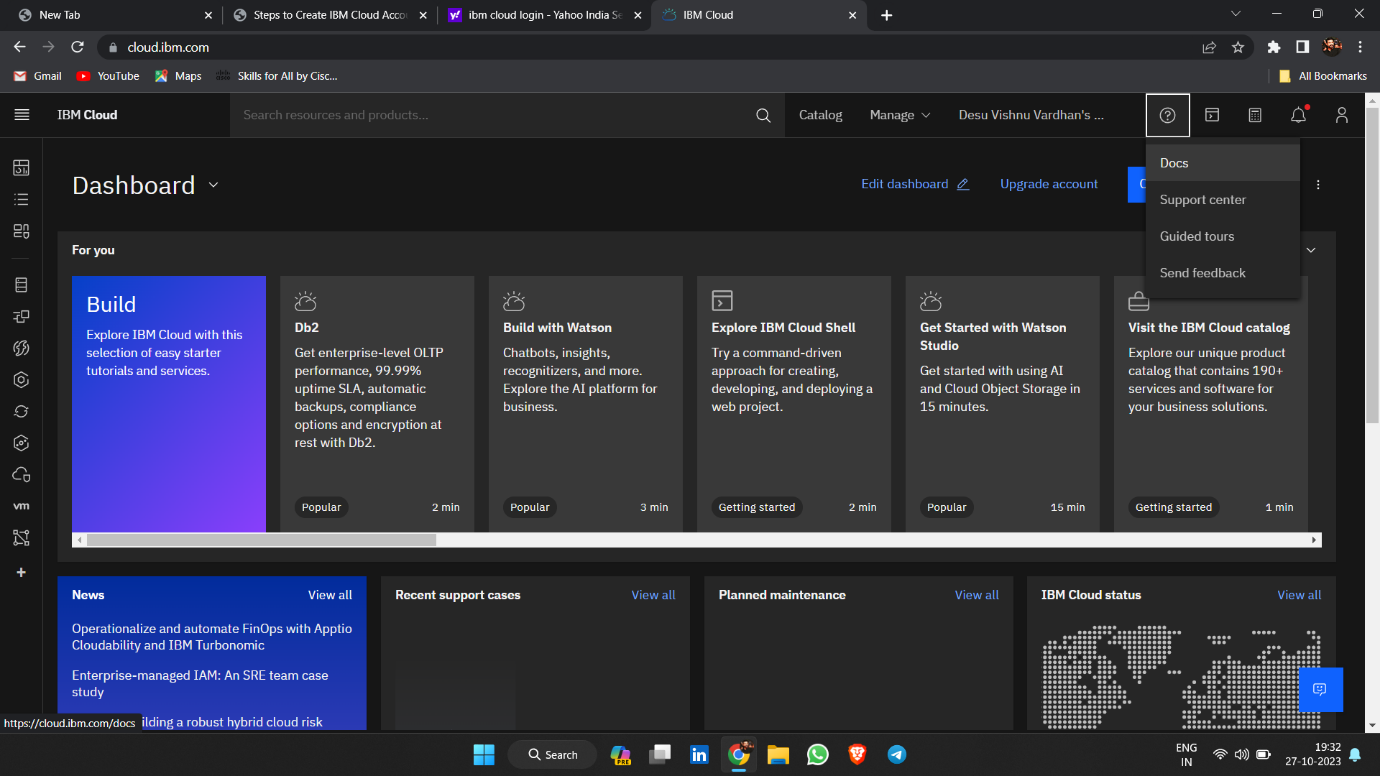 New Tab
Steps to Create IBM Cloud Accou
ibm cloud login - Yahoo India Se
IBM Cloud
cloud.ibm.com
Gmail
YouTube
Maps
Skills for All by Cisc...
All Bookmarks
IBM Cloud
Search resources and products...
Catalog
Manage
Desu Vishnu Vardhan's ...
Docs
Support center
Guided tours
Send feedback
Dashboard
Edit dashboard
Upgrade account
For you
Build
Explore IBM Cloud with this
selection of easy starter
tutorials and services.
Db2
Get enterprise-level OLTP
performance, 99.99%
uptime SLA, automatic
backups, compliance
options and encryption at
rest with Db2.
Popular
2 min
Build with Watson
Chatbots, insights,
recognitizers, and more.
Explore the AI platform for
business.
Popular
3 min
Explore IBM Cloud Shell
Try a command-driven
approach for creating,
developing, and deploying a
web project.
Getting started
2 min
Get Started with Watson
Studio
Get started with using AI
and Cloud Object Storage in
15 minutes.
Popular
15 min
Visit the IBM Cloud catalog
Explore our unique product
catalog that contains 190+
services and software for
your business solutions.
Getting started
1 min
vm
News
View all
Operationalize and automate FinOps with Apptio
Cloudability and IBM Turbonomic
Enterprise-managed IAM: An SRE team case
study
ilding a robust hybrid cloud risk
Recent support cases
View all
Planned maintenance
View all
IBM Cloud status
View all
https://cloud.ibm.com/docs
Search
PRE
ENG
IN
19:32
27-10-2023